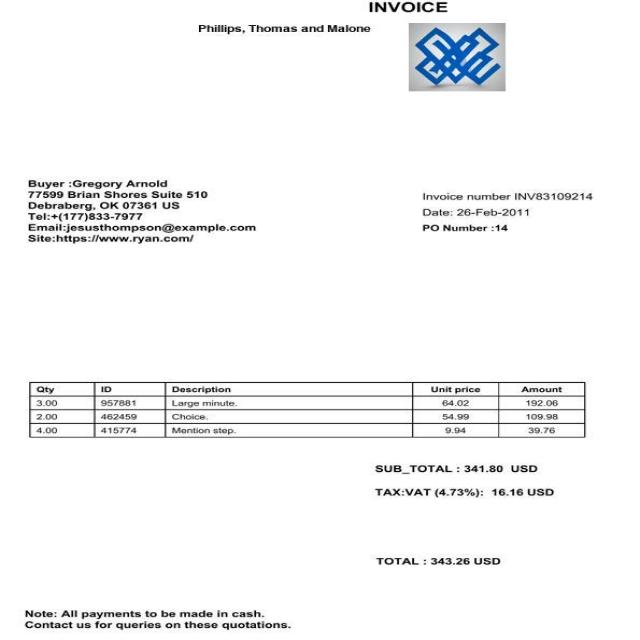 INVOICE
Phillips, Thomas and Malone
Buyer :Gregory Arnold
77599 Brian Shores Suite 510
Debraberg, OK 07361 US
Tel:+(177)833-7977
Email:jesusthompson@example.com
Site:https://www.ryan.com/
Invoice number INV83109214
Date: 26-Feb-2011
PO Number :14
Qty ID Description Unit price Amount
3.00 957881 Large minute. 64.02 192.06
2.00 462459 Choice. 54.99 109.98
4.00 415774 Mention step. 9.94 39.76
SUB_TOTAL : 341.80 USD
TAX:VAT (4.73%): 16.16 USD
TOTAL : 343.26 USD
Note: All payments to be made in cash.
Contact us for queries on these quotations.